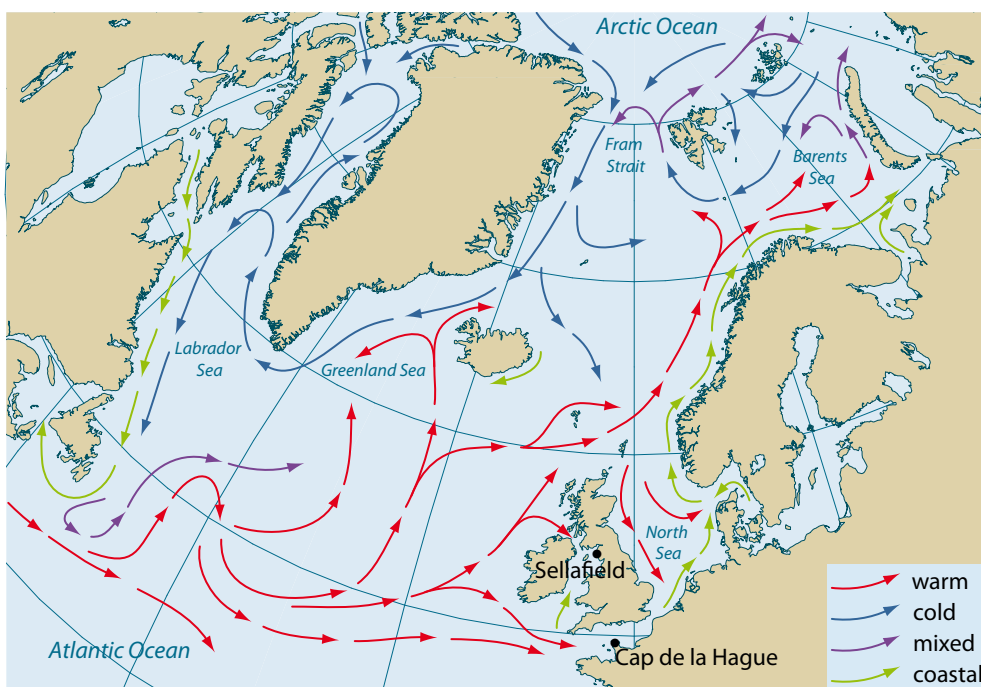 Arctic Ocean
Fram
Strait
Barents
Sea
Labrador
Sea
Greenland Sea
North
Sea
Sellafield
Cap de la Hague
Atlantic Ocean
warm
cold
mixed
coastal